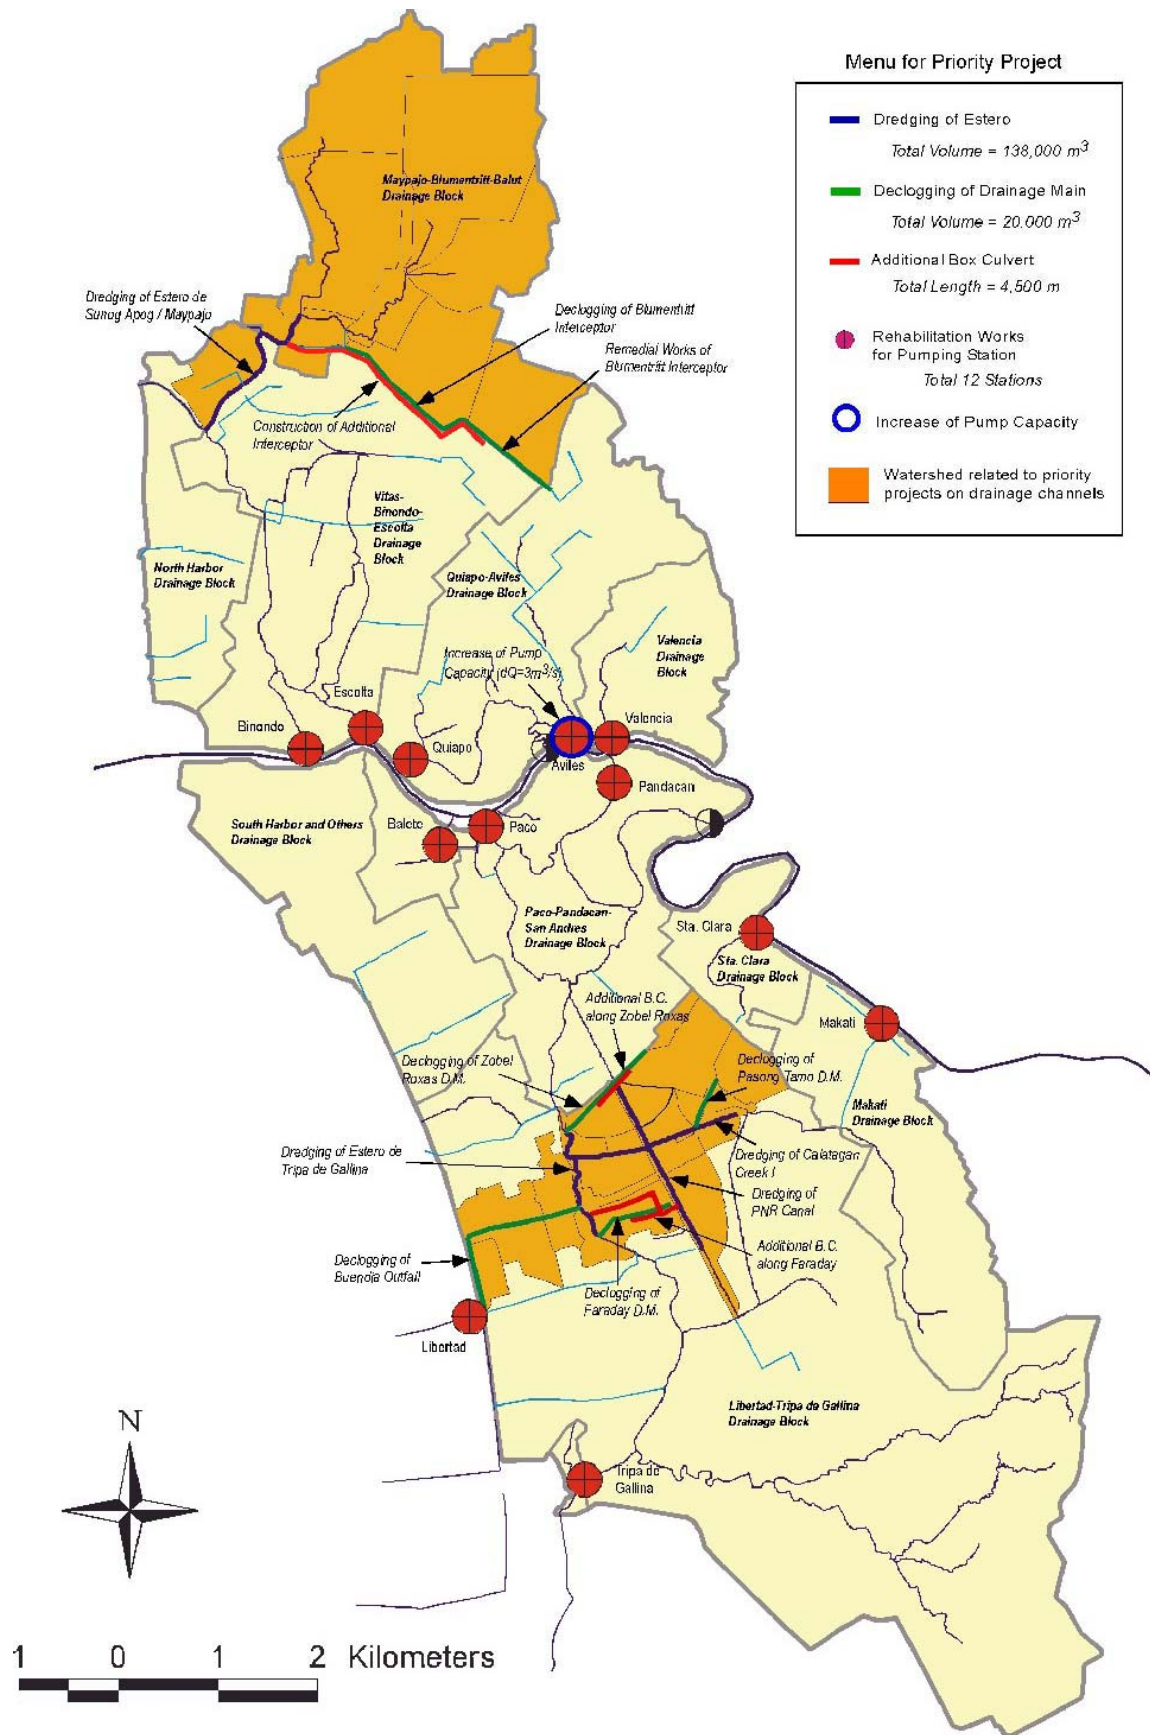 Menu for Priority Project
Dredging of Estero
Total Volume = 138,000 m³
Declogging of Drainage Main
Total Volume = 20.000 m³
Additional Box Culvert
Total Length = 4,500 m
Rehabilitation Works
for Pumping Station
Total 12 Stations
Increase of Pump Capacity
Watershed related to priority
projects on drainage channels
Maypajo-Blumentritt-Balut
Drainage Block
Dredging of Estero de
Sunog Apog / Maypajo
Declogging of Blumentritt
Interceptor
Remedial Works of
Blumentritt Interceptor
Construction of Additional
Interceptor
Vitas-
Binondo-
Escolta
Drainage
Block
North Harbor
Drainage Block
Quiapo-Aviles
Drainage Block
Valencia
Drainage
Block
Increase of Pump
Capacity (dQ=3m³/s)
Escolta
Binondo
Quiapo
Valencia
Aviles
Pandacan
South Harbor and Others
Drainage Block
Balete
Paco
Paco-Pandacan-
San Andres
Drainage Block
Sta. Clara
Sta. Clara
Drainage Block
Additional B.C.
along Zobel Roxas
Makati
Declogging of Zobel
Roxas D.M.
Declogging of
Pasong Tamo D.M.
Makati
Drainage Block
Dredging of Estero de
Tripa de Gallina
Dredging of Calatagan
Creek I
Dredging of
PNR Canal
Declogging of
Buendia Outfall
Additional B.C.
along Faraday
Declogging of
Faraday D.M.
Libertad
Libertad-Tripa de Gallina
Drainage Block
Tripa de
Gallina
N
1 0 1 2 Kilometers